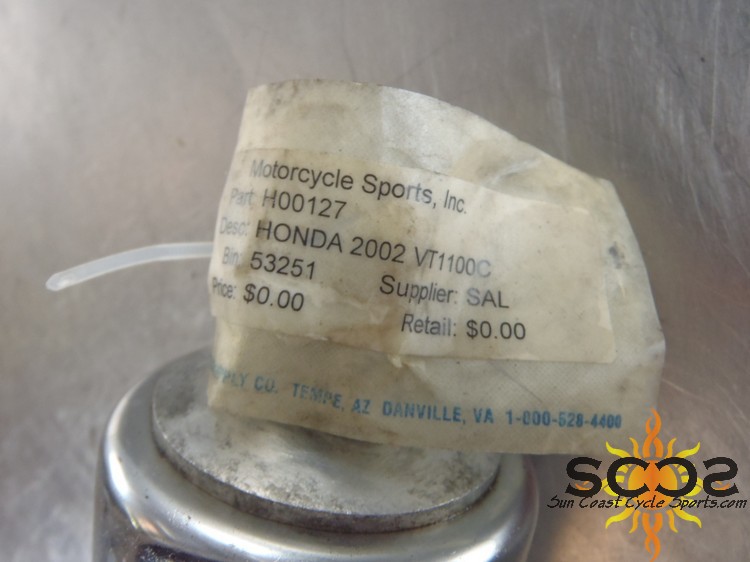 Motorcycle Sports, Inc.
Part: H00127
Desc: HONDA 2002 VT1100C
Bin: 53251 Supplier: SAL
Price: $0.00 Retail: $0.00
CO. TEMPE, AZ DANVILLE, VA 1-800-528-4400
SCCS
Sun Coast Cycle Sports.com